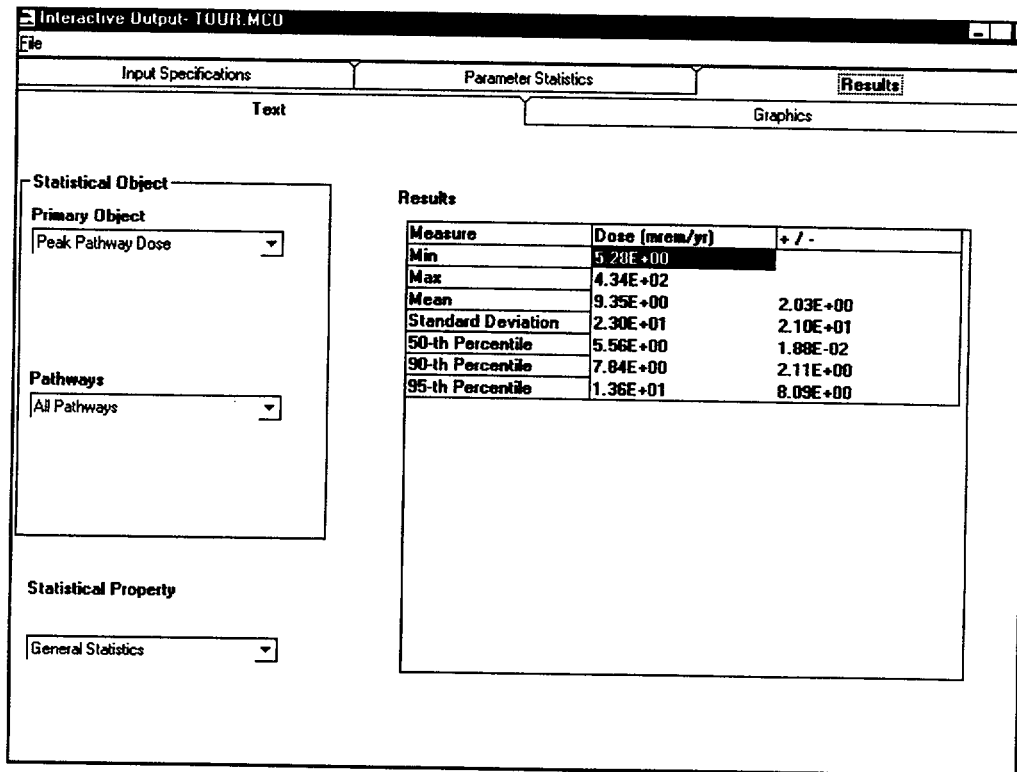 Interactive Output- TOUR.MCO
File
Input Specifications Parameter Statistics Results
Text Graphics
Statistical Object
Primary Object
Peak Pathway Dose
Pathways
All Pathways
Statistical Property
General Statistics
Results
Measure Dose (mrem/yr) + / -
Min 5.28E+00
Max 4.34E+02
Mean 9.35E+00 2.03E+00
Standard Deviation 2.30E+01 2.10E+01
50-th Percentile 5.56E+00 1.88E-02
90-th Percentile 7.84E+00 2.11E+00
95-th Percentile 1.36E+01 8.09E+00